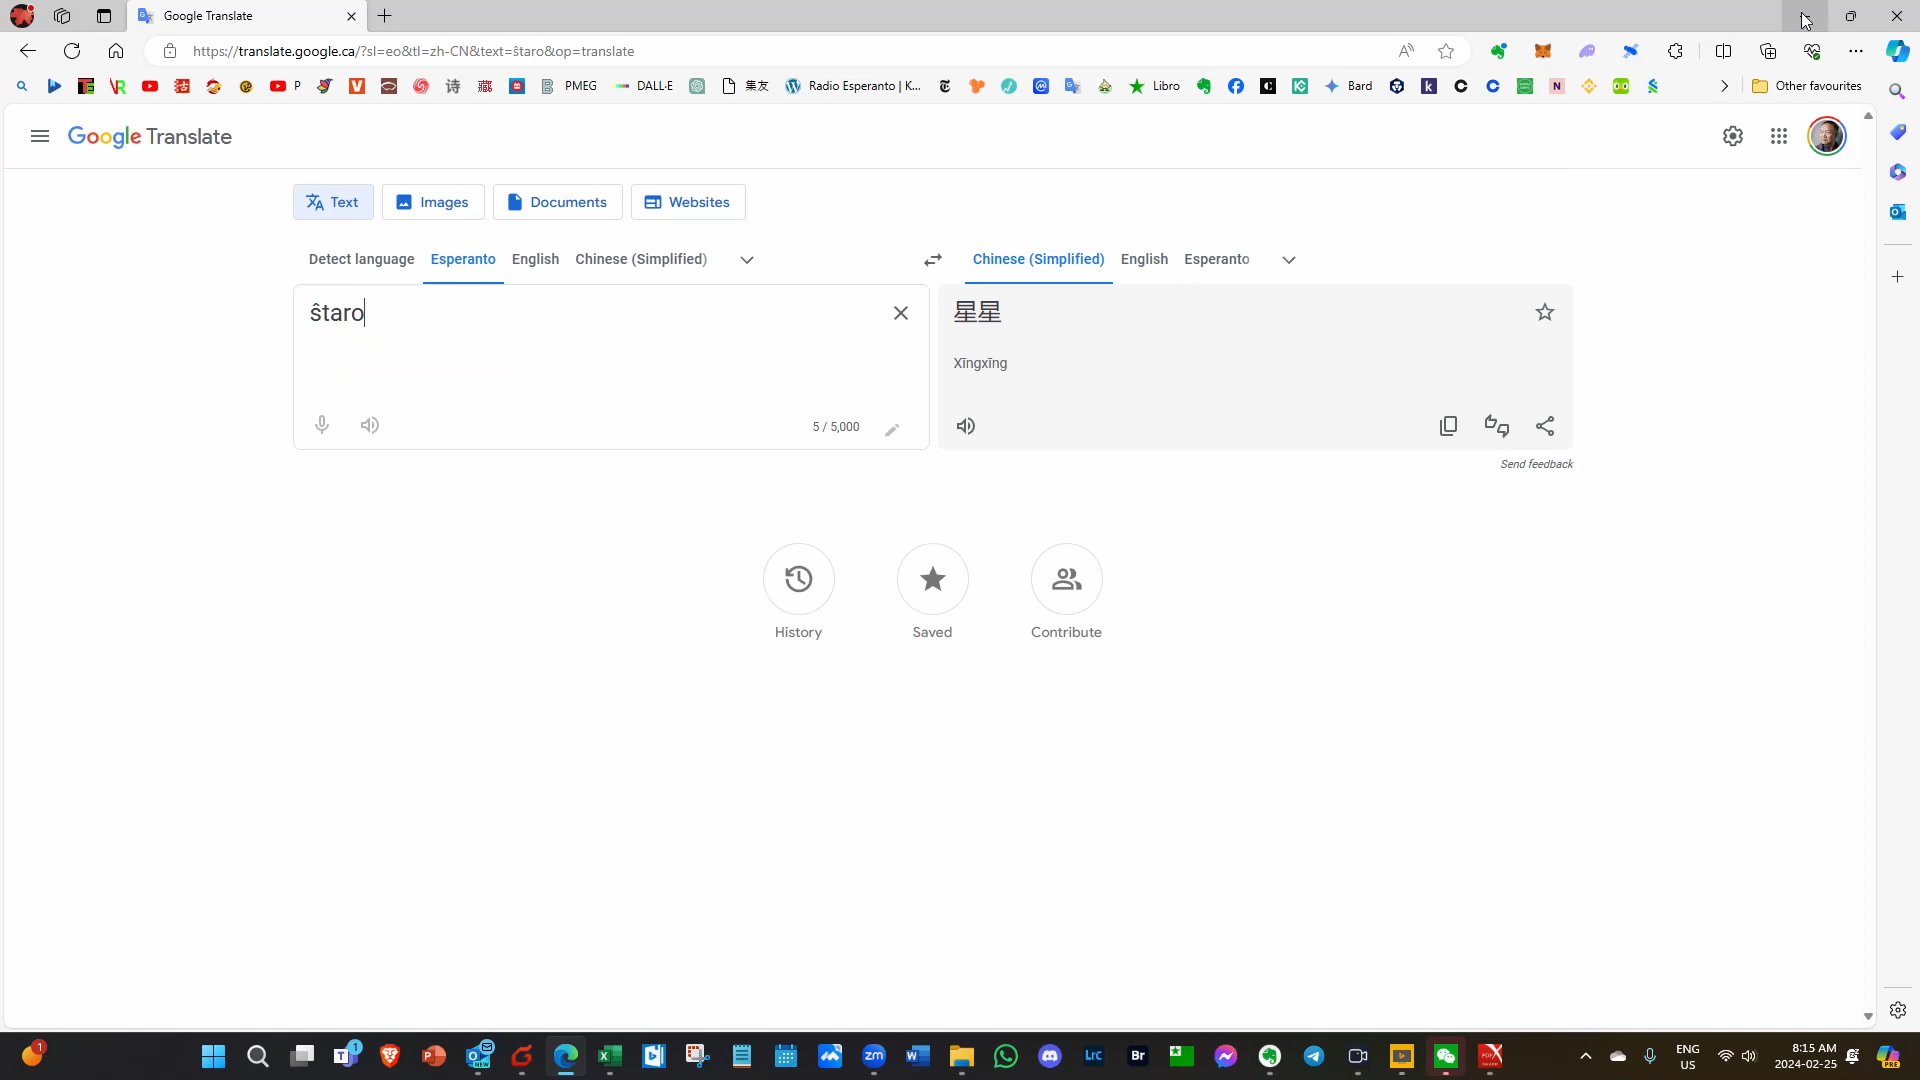 Google Translate
https://translate.google.ca/?sl=eo&tl=zh-CN&text=ŝtaro&op=translate
P
PMEG
DALL·E
集友
Radio Esperanto | K...
Libro
Bard
Other favourites
Google Translate
Text
Images
Documents
Websites
Detect language
Esperanto
English
Chinese (Simplified)
Chinese (Simplified)
English
Esperanto
ŝtaro
星星
Xīngxīng
5 / 5,000
Send feedback
History
Saved
Contribute
ENG
US
8:15 AM
2024-02-25